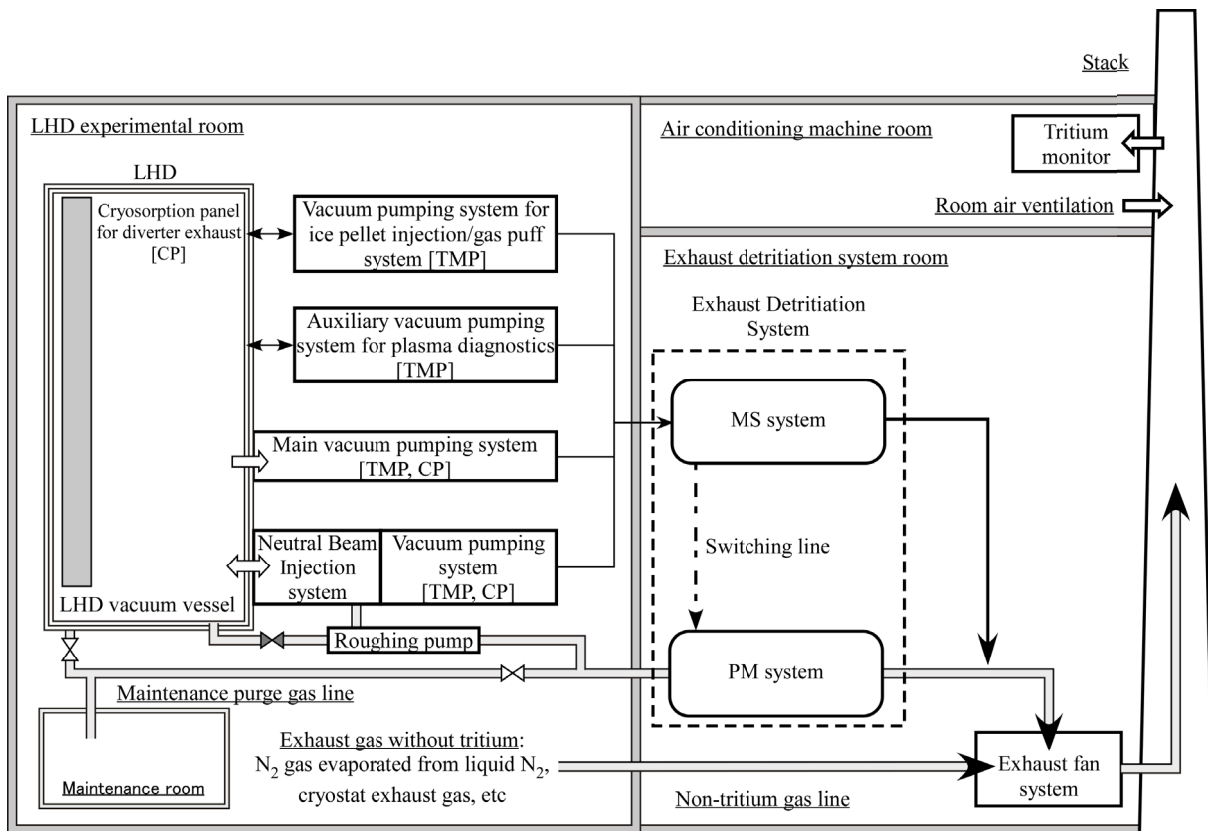 Stack
LHD experimental room
Air conditioning machine room
Tritium
monitor
Room air ventilation
LHD
Cryosorption panel
for diverter exhaust
[CP]
Vacuum pumping system for
ice pellet injection/gas puff
system [TMP]
Auxiliary vacuum pumping
system for plasma diagnostics
[TMP]
Main vacuum pumping system
[TMP, CP]
Neutral Beam
Injection
system
Vacuum pumping
system
[TMP, CP]
LHD vacuum vessel
Roughing pump
Maintenance purge gas line
Maintenance room
Exhaust gas without tritium:
N₂ gas evaporated from liquid N₂,
cryostat exhaust gas, etc
Exhaust detritiation system room
Exhaust Detritiation
System
MS system
Switching line
PM system
Exhaust fan
system
Non-tritium gas line